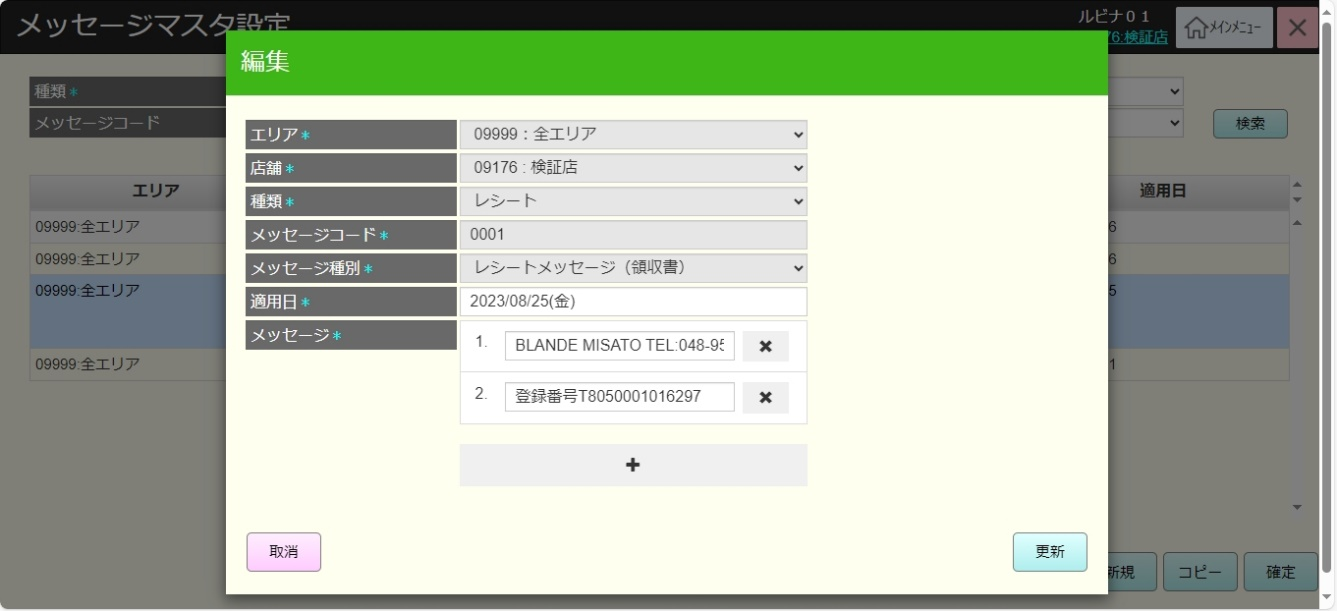 メッセージマスタ設定
ルビナ01
76:検証店
メインメニュー
種類*
メッセージコード
検索
エリア
適用日
09999:全エリア
6
09999:全エリア
6
09999:全エリア
5
09999:全エリア
1
編集
エリア* 09999：全エリア
店舗* 09176 : 検証店
種類* レシート
メッセージコード* 0001
メッセージ種別* レシートメッセージ（領収書）
適用日* 2023/08/25(金)
メッセージ*
1. BLANDE MISATO TEL:048-95
2. 登録番号T8050001016297
取消
更新
新規
コピー
確定